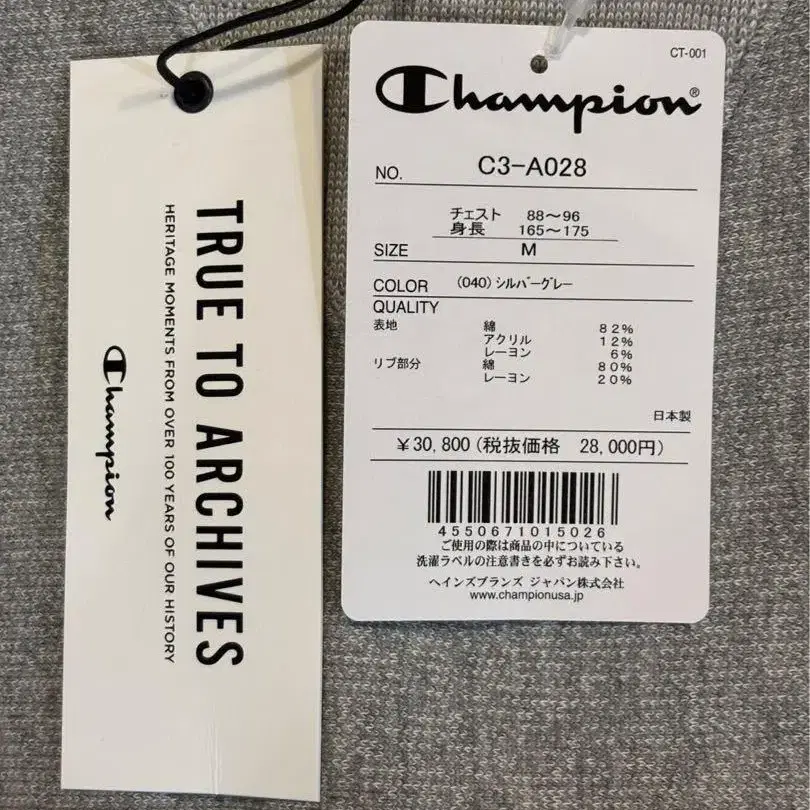 TRUE TO ARCHIVES
HERITAGE MOMENTS FROM OVER 100 YEARS OF OUR HISTORY
Champion
CT-001
Champion®
NO. C3-A028
チェスト 88～96
身長 165～175
SIZE M
COLOR (040) シルバーグレー
QUALITY
表地 綿 82%
アクリル 12%
レーヨン 6%
リブ部分 綿 80%
レーヨン 20%
日本製
￥30,800 (税抜価格 28,000円)
4550671015026
ご使用の際は商品の中についている
洗濯ラベルの注意書きを必ずお読み下さい。
ヘインズブランズ ジャパン株式会社
www.championusa.jp